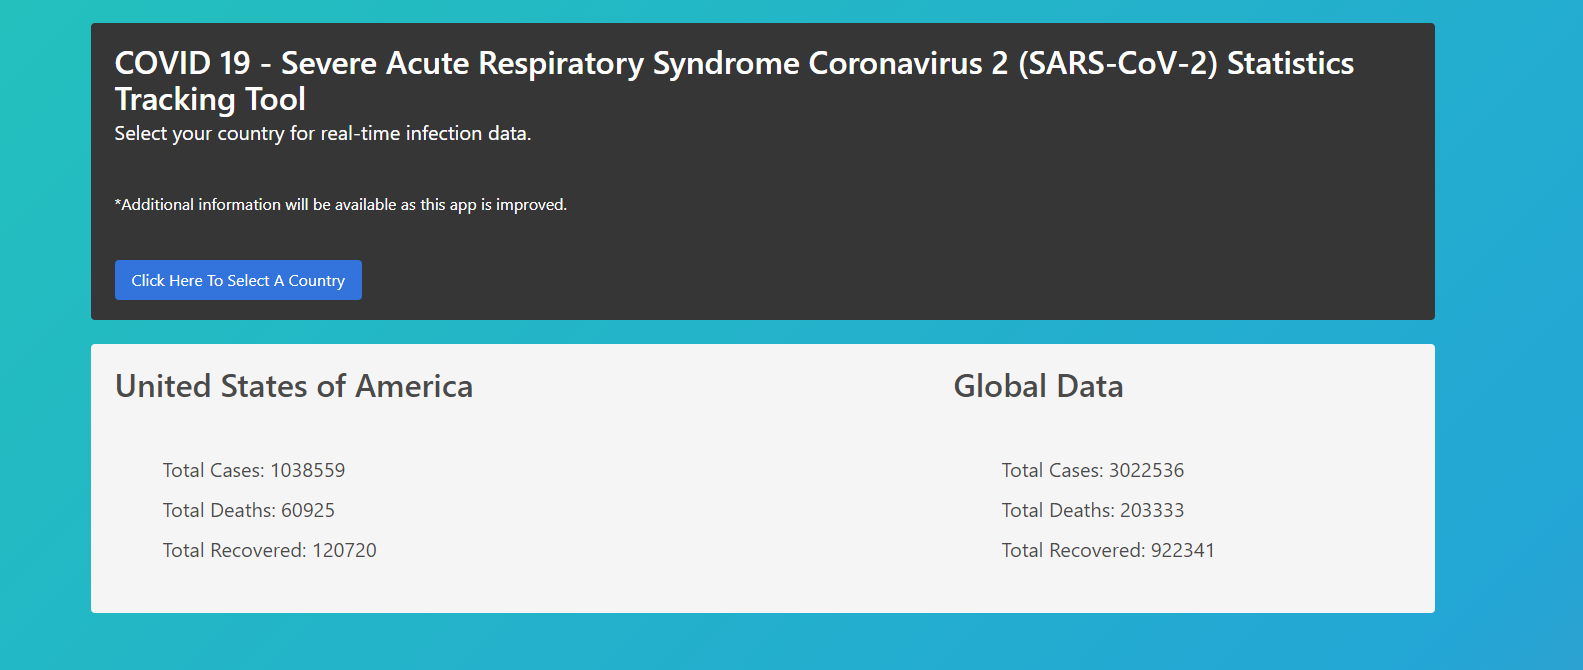 COVID 19 - Severe Acute Respiratory Syndrome Coronavirus 2 (SARS-CoV-2) Statistics
Tracking Tool
Select your country for real-time infection data.
*Additional information will be available as this app is improved.
Click Here To Select A Country
United States of America
Total Cases: 1038559
Total Deaths: 60925
Total Recovered: 120720
Global Data
Total Cases: 3022536
Total Deaths: 203333
Total Recovered: 922341